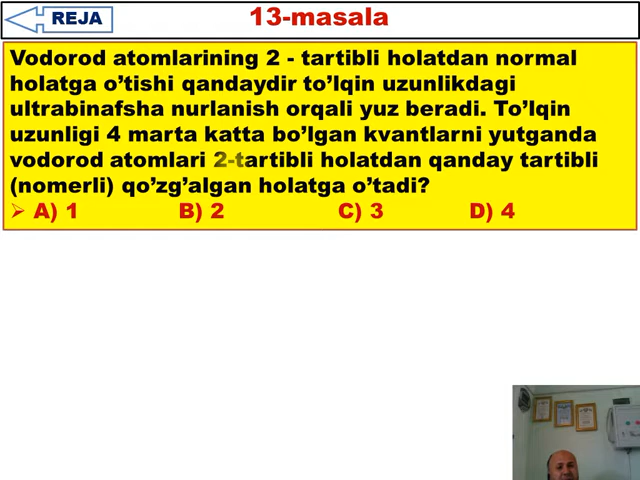 REJA
13-masala
Vodorod atomlarining 2 - tartibli holatdan normal
holatga o’tishi qandaydir to’lqin uzunlikdagi
ultrabinafsha nurlanish orqali yuz beradi. To’lqin
uzunligi 4 marta katta bo’lgan kvantlarni yutganda
vodorod atomlari 2-tartibli holatdan qanday tartibli
(nomerli) qo’zg’algan holatga o’tadi?
➢ A) 1 B) 2 C) 3 D) 4